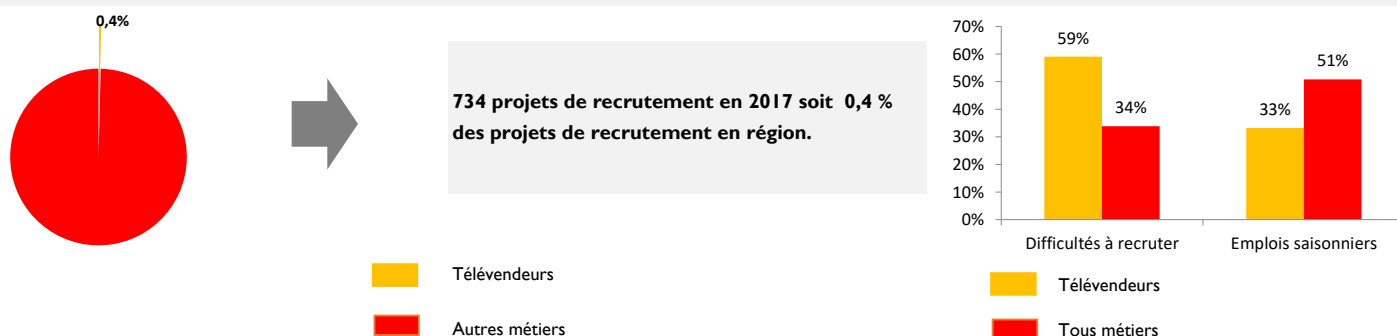 0,4%
734 projets de recrutement en 2017 soit 0,4 %
des projets de recrutement en région.
Télévendeurs
Autres métiers
70%
60%
50%
40%
30%
20%
10%
0%
59%
34%
33%
51%
Difficultés à recruter
Emplois saisonniers
Télévendeurs
Tous métiers